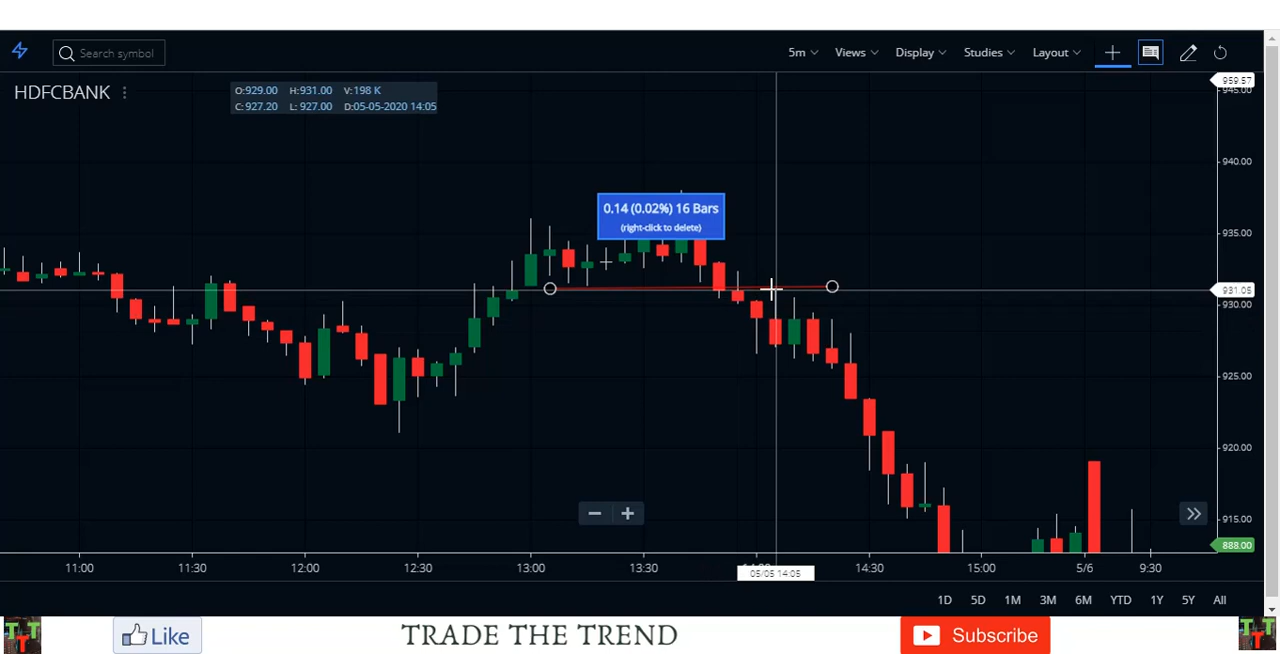 Search symbol
5m Views Display Studies Layout
HDFCBANK
O:929.00 H:931.00 V:198 K
C:927.20 L: 927.00 D:05-05-2020 14:05
959.57
945.00
940.00
0.14 (0.02%) 16 Bars
(right-click to delete)
935.00
931.05
930.00
925.00
920.00
915.00
888.00
11:00 11:30 12:00 12:30 13:00 13:30 14:30 15:00 5/6 9:30
05/05 14:05
1D 5D 1M 3M 6M YTD 1Y 5Y All
TTT Like TRADE THE TREND Subscribe TTT